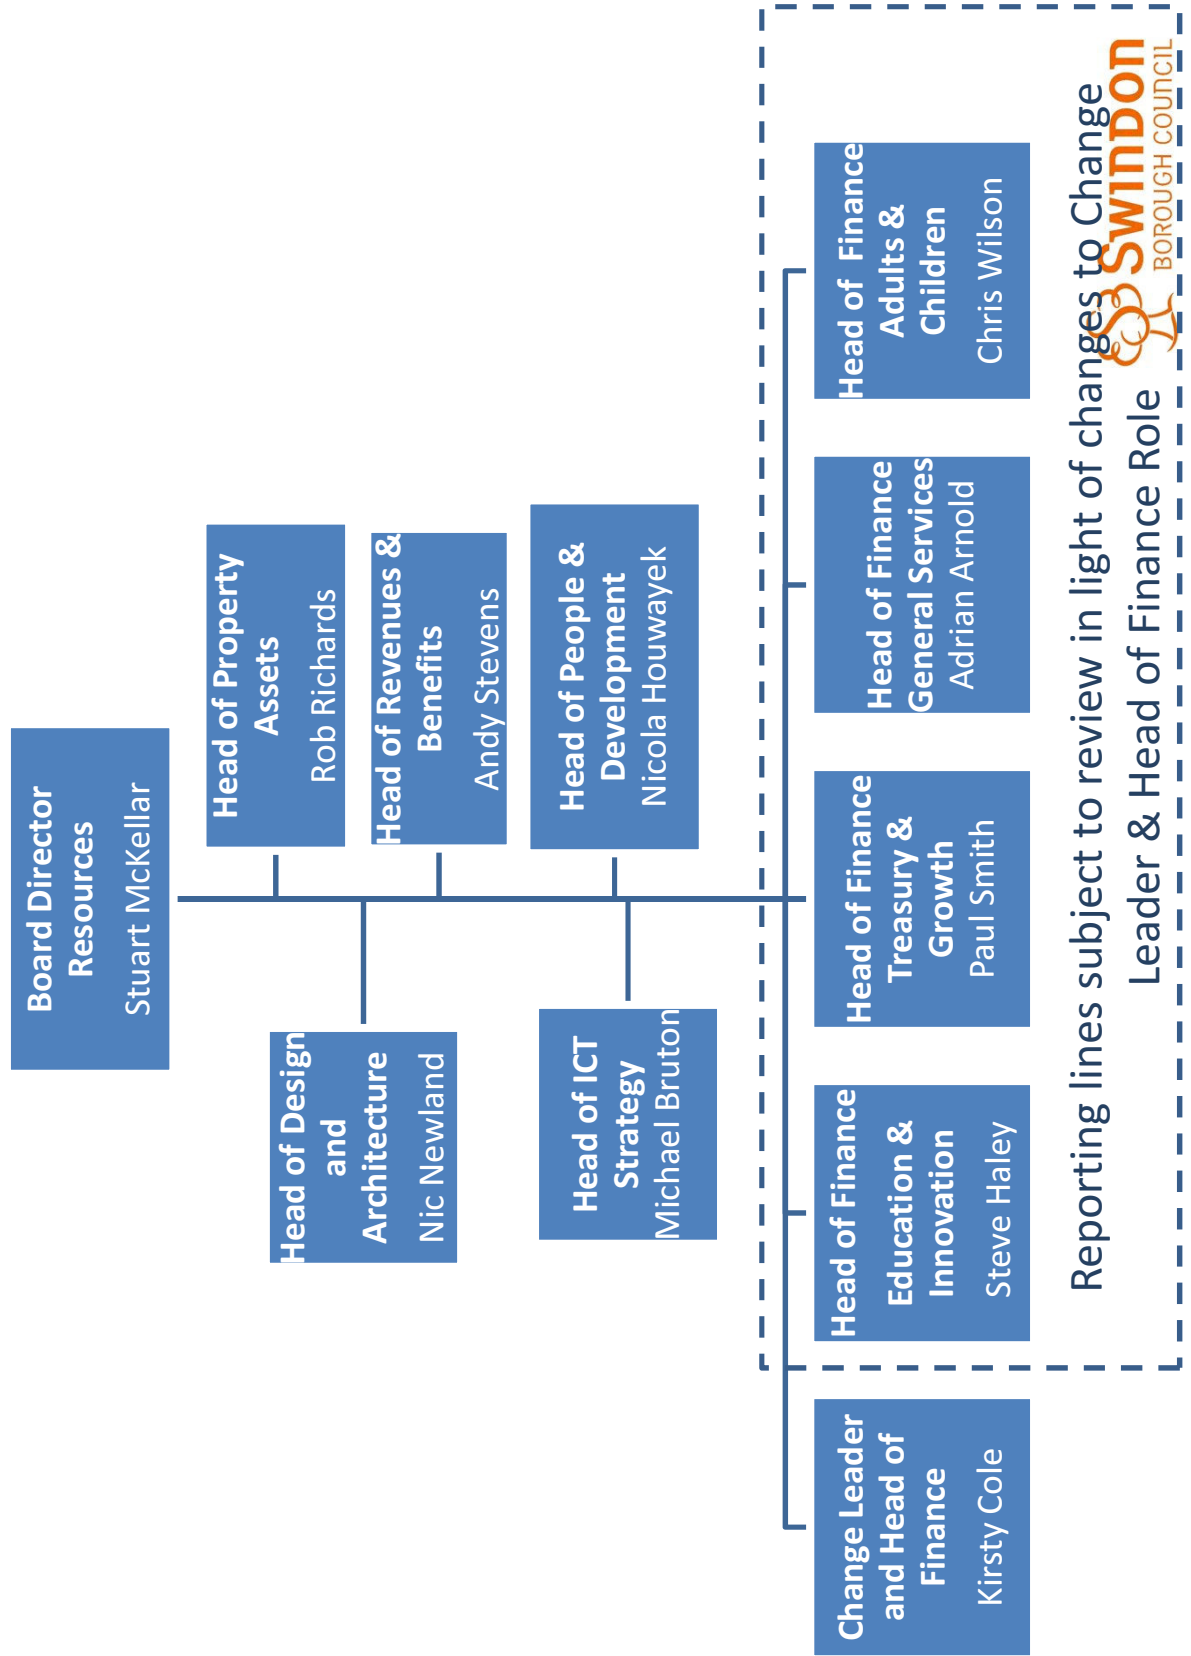 Board Director
Resources
Stuart McKellar
Head of Property
Assets
Rob Richards
Head of Design
and
Architecture
Nic Newland
Head of Revenues &
Benefits
Andy Stevens
Head of People &
Development
Nicola Houwayek
Head of ICT
Strategy
Michael Bruton
Change Leader
and Head of
Finance
Kirsty Cole
Head of Finance
Education &
Innovation
Steve Haley
Head of Finance
Treasury &
Growth
Paul Smith
Head of Finance
General Services
Adrian Arnold
Head of Finance
Adults &
Children
Chris Wilson
Reporting lines subject to review in light of changes to Change
Leader & Head of Finance Role
SWINDON
BOROUGH COUNCIL